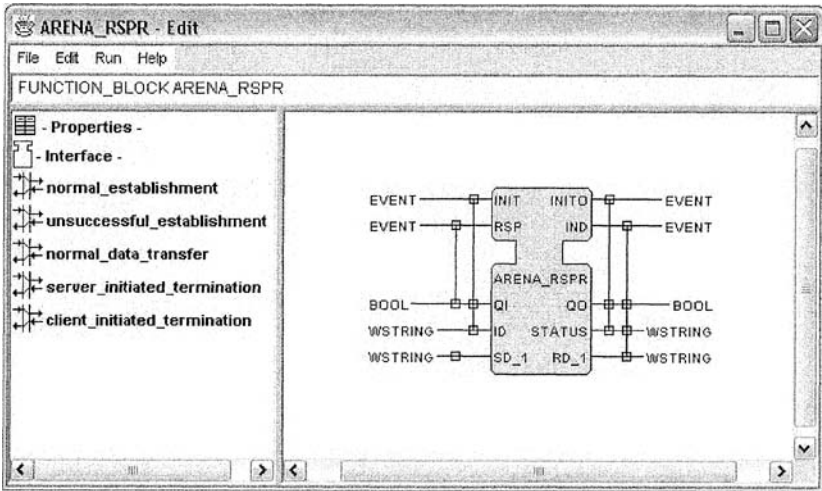 ARENA_RSPR - Edit
File Edit Run Help
FUNCTION_BLOCK ARENA_RSPR
- Properties -
- Interface -
normal_establishment
unsuccessful_establishment
normal_data_transfer
server_initiated_termination
client_initiated_termination
EVENT INIT INITO EVENT
EVENT RSP IND EVENT
ARENA_RSPR
BOOL QI QO BOOL
WSTRING ID STATUS WSTRING
WSTRING SD_1 RD_1 WSTRING